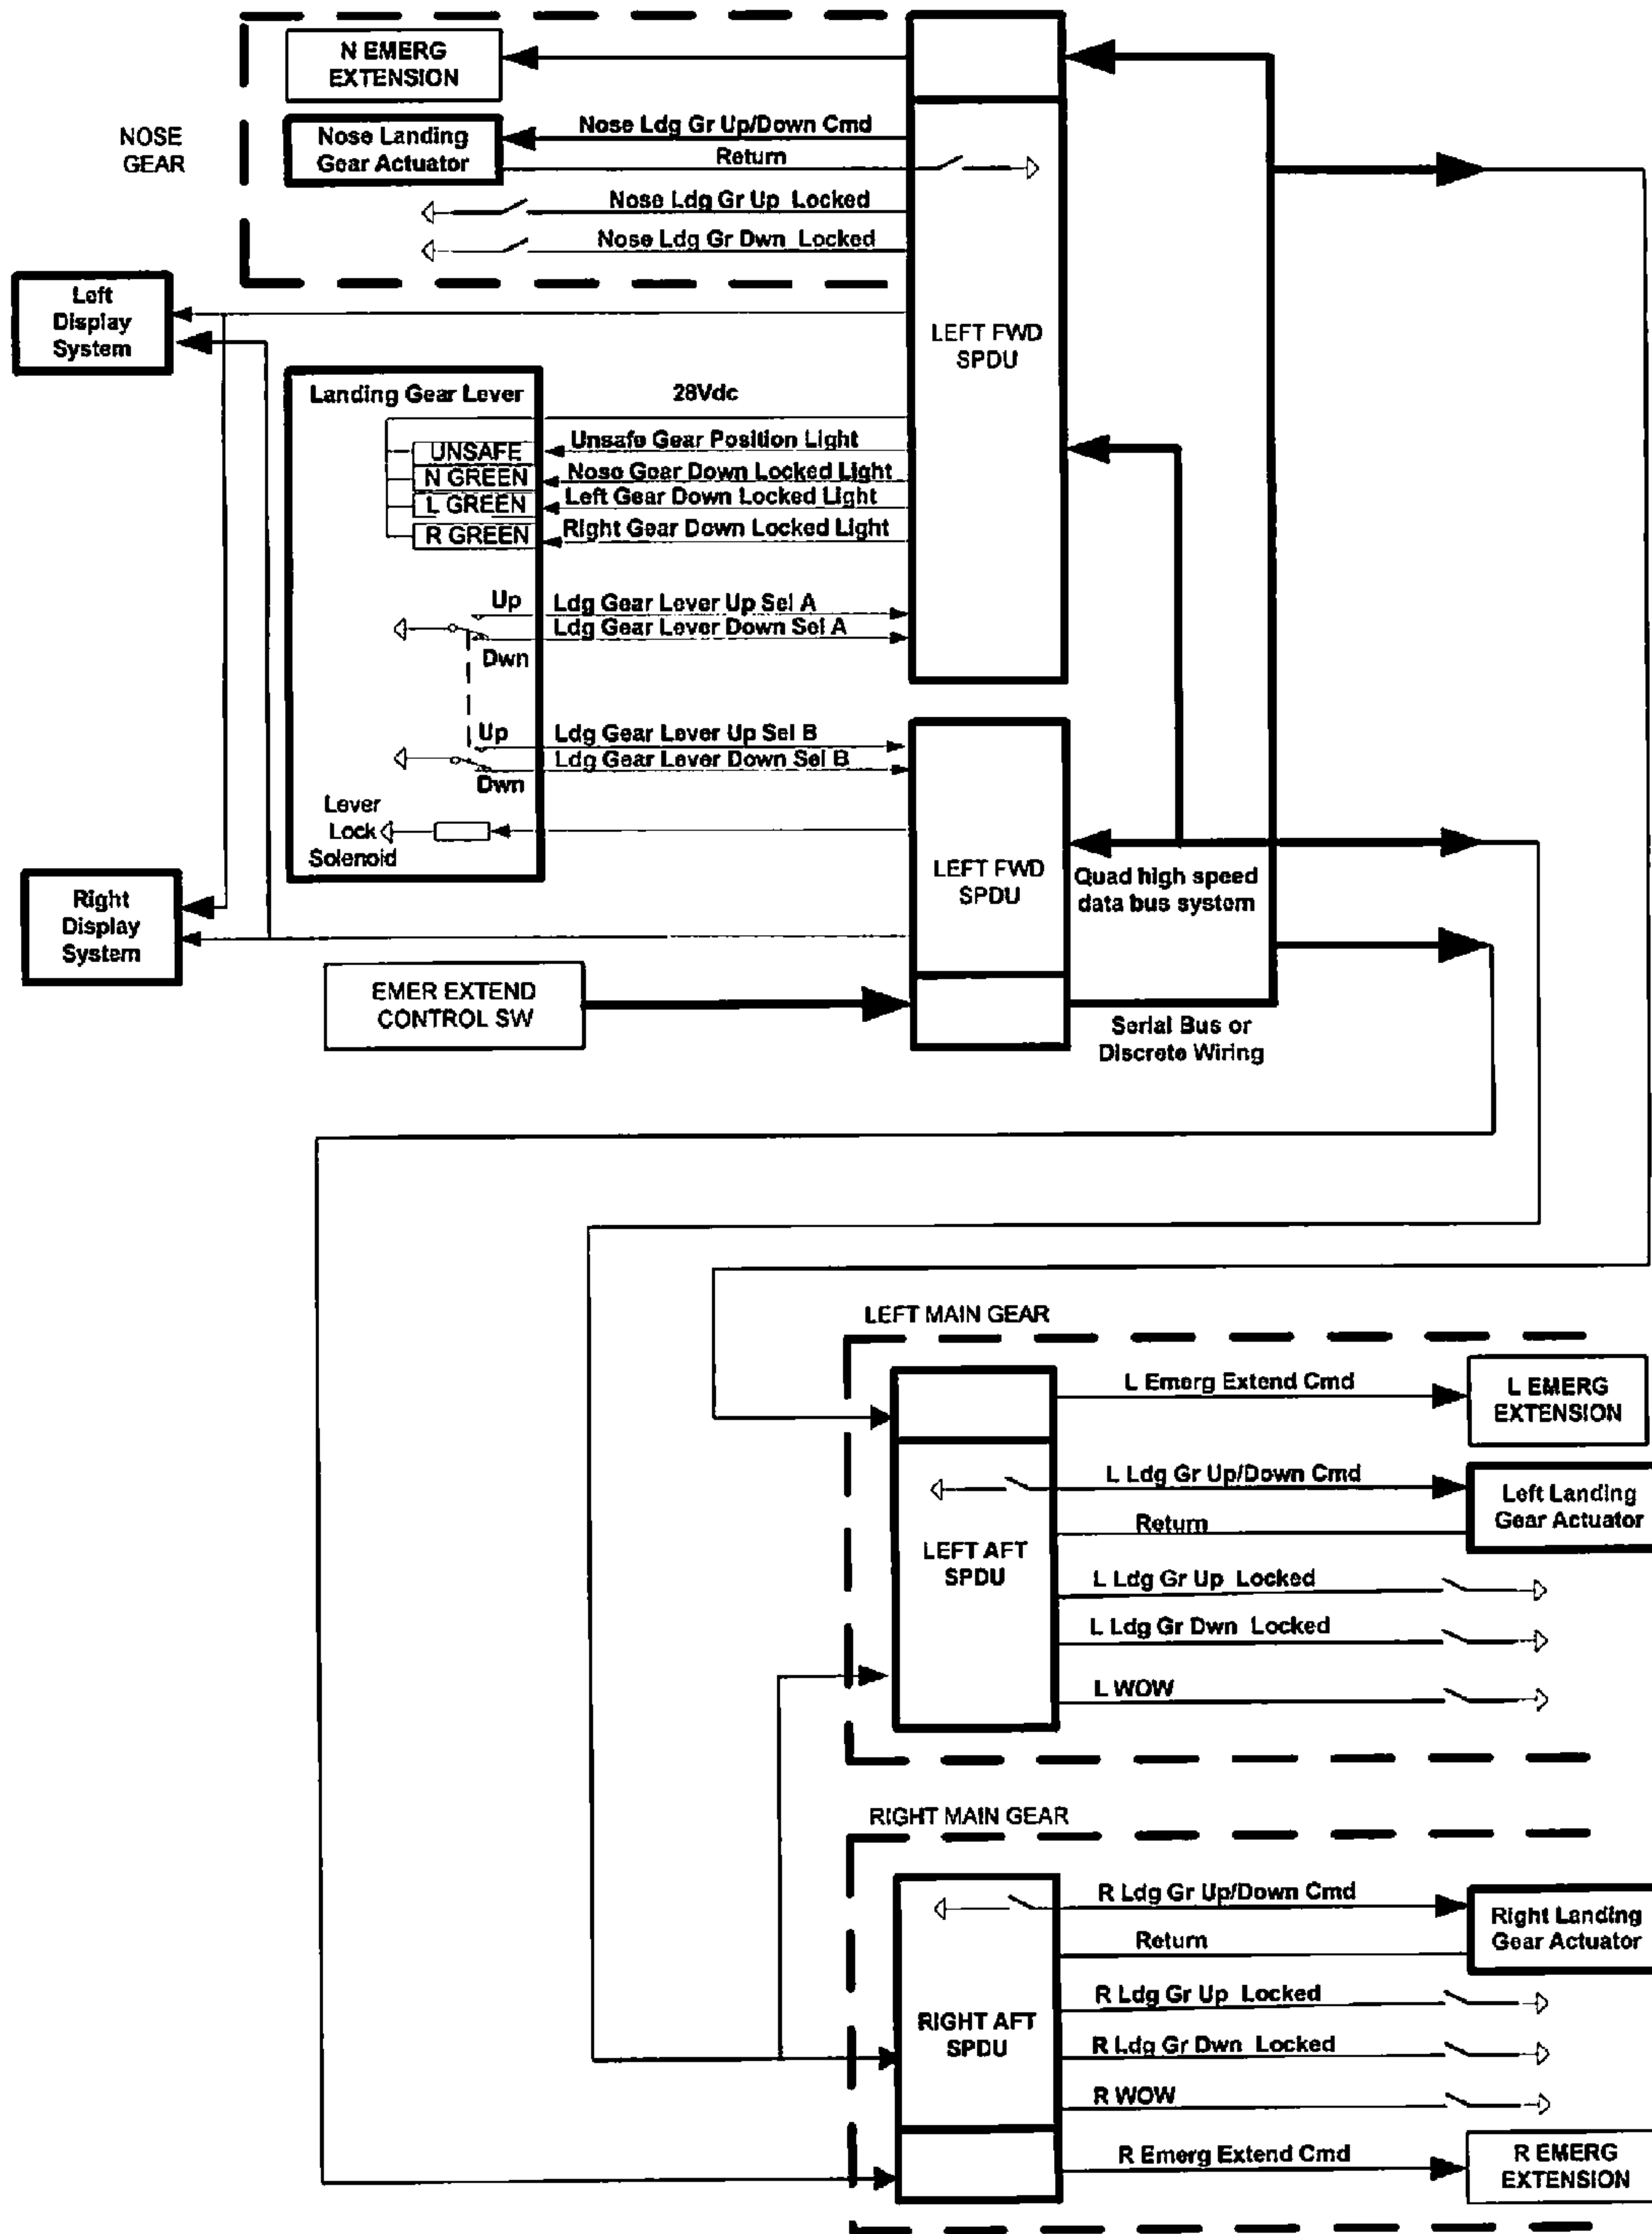 N EMERG
EXTENSION
NOSE
GEAR
Nose Landing
Gear Actuator
Nose Ldg Gr Up/Down Cmd
Return
Nose Ldg Gr Up Locked
Nose Ldg Gr Dwn Locked
Left
Display
System
LEFT FWD
SPDU
Landing Gear Lever
28Vdc
UNSAFE
Unsafe Gear Position Light
N GREEN
Nose Gear Down Locked Light
L GREEN
Left Gear Down Locked Light
R GREEN
Right Gear Down Locked Light
Up
Ldg Gear Lever Up Sel A
Ldg Gear Lever Down Sel A
Dwn
Up
Ldg Gear Lever Up Sel B
Ldg Gear Lever Down Sel B
Dwn
Lever
Lock
Solenoid
LEFT FWD
SPDU
Quad high speed
data bus system
Right
Display
System
EMER EXTEND
CONTROL SW
Serial Bus or
Discrete Wiring
LEFT MAIN GEAR
L Emerg Extend Cmd
L EMERG
EXTENSION
L Ldg Gr Up/Down Cmd
Left Landing
Gear Actuator
Return
LEFT AFT
SPDU
L Ldg Gr Up Locked
L Ldg Gr Dwn Locked
L WOW
RIGHT MAIN GEAR
R Ldg Gr Up/Down Cmd
Right Landing
Gear Actuator
Return
R Ldg Gr Up Locked
RIGHT AFT
SPDU
R Ldg Gr Dwn Locked
R WOW
R Emerg Extend Cmd
R EMERG
EXTENSION